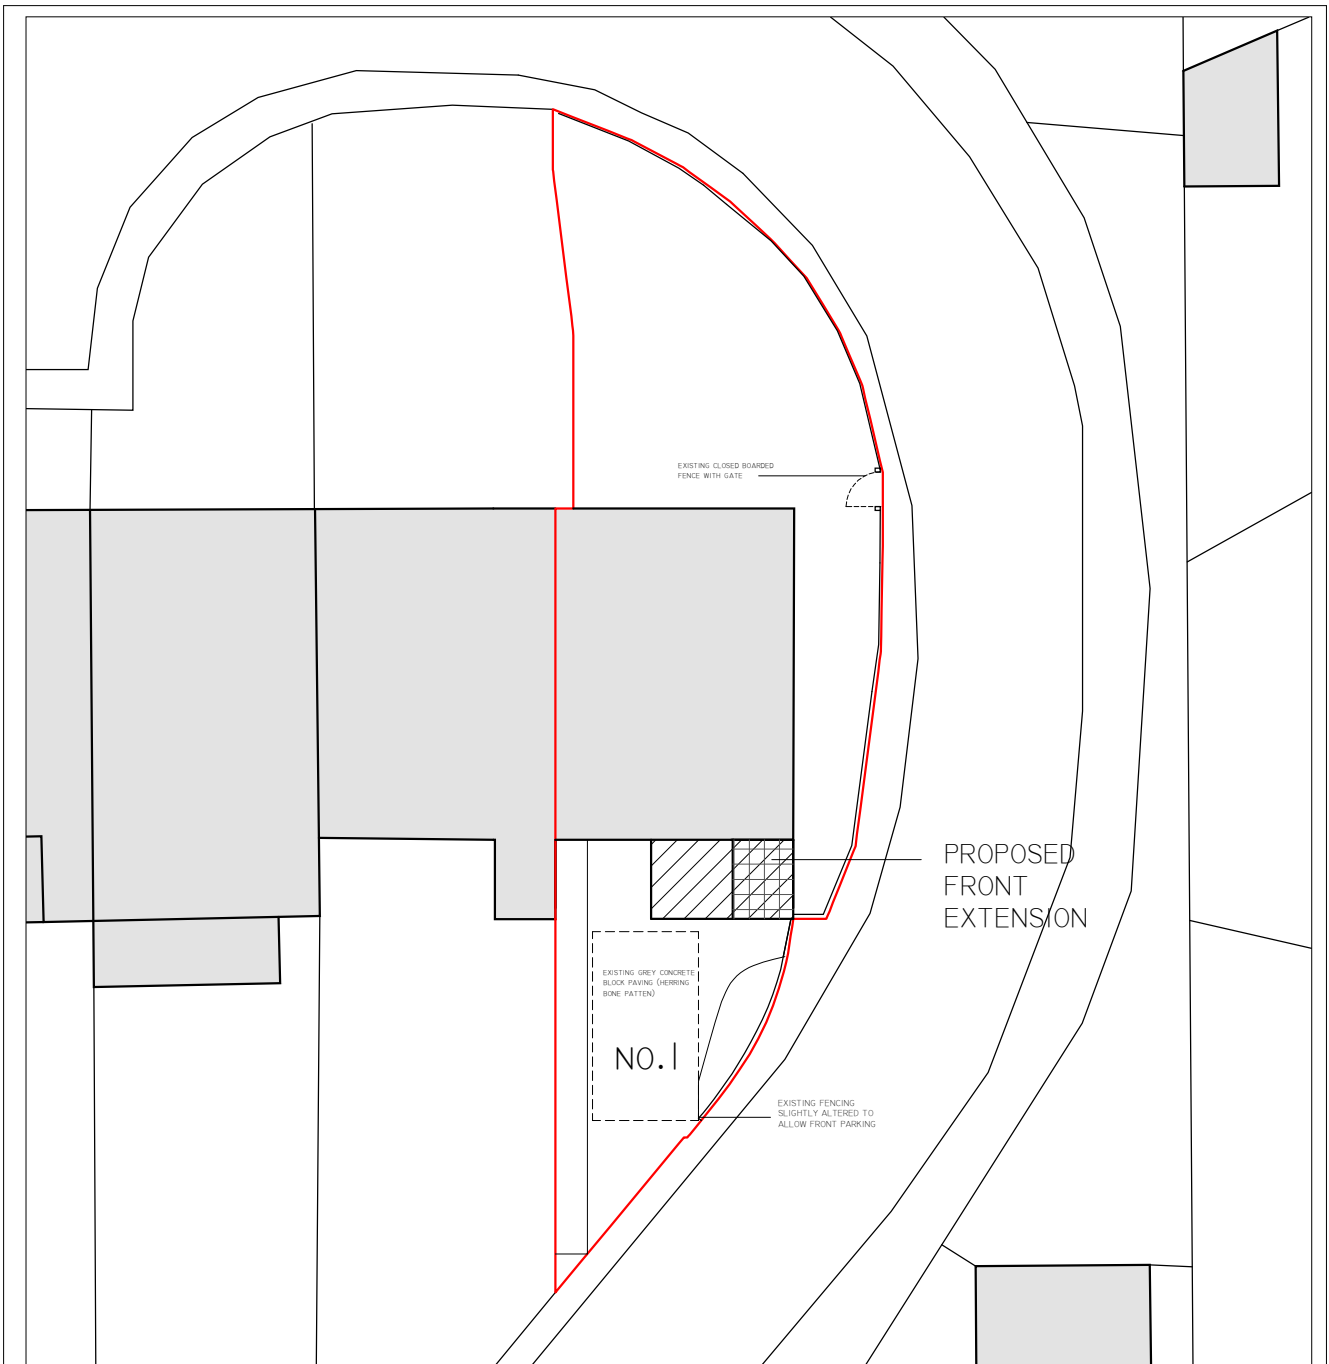 EXISTING CLOSED BOARDED
FENCE WITH GATE
PROPOSED
FRONT
EXTENSION
EXISTING GREY CONCRETE
BLOCK PAVING (HERRING
BONE PATTEN)
NO.1
EXISTING FENCING
SLIGHTLY ALTERED TO
ALLOW FRONT PARKING